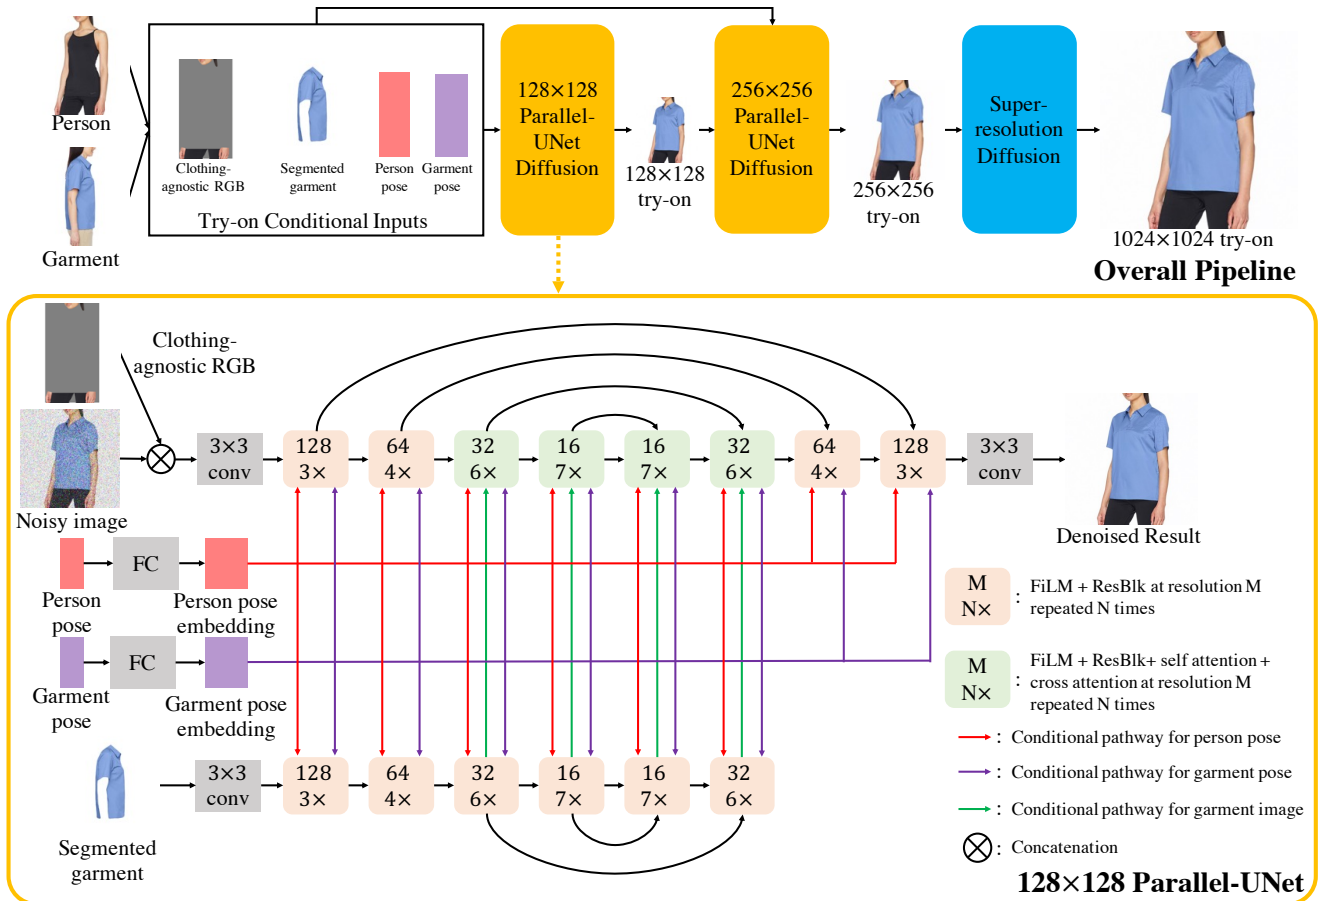 Person
Garment
Clothing-
agnostic RGB
Segmented
garment
Person
pose
Garment
pose
Try-on Conditional Inputs
128×128
Parallel-
UNet
Diffusion
128×128
try-on
256×256
Parallel-
UNet
Diffusion
256×256
try-on
Super-
resolution
Diffusion
1024×1024 try-on
Overall Pipeline
Clothing-
agnostic RGB
Noisy image
3×3
conv
128
3×
64
4×
32
6×
16
7×
16
7×
32
6×
64
4×
128
3×
3×3
conv
Denoised Result
Person
pose
FC
Person pose
embedding
Garment
pose
FC
Garment pose
embedding
Segmented
garment
3×3
conv
128
3×
64
4×
32
6×
16
7×
16
7×
32
6×
M
N×
:
FiLM + ResBlk at resolution M
repeated N times
M
N×
:
FiLM + ResBlk+ self attention +
cross attention at resolution M
repeated N times
: Conditional pathway for person pose
: Conditional pathway for garment pose
: Conditional pathway for garment image
: Concatenation
128×128 Parallel-UNet